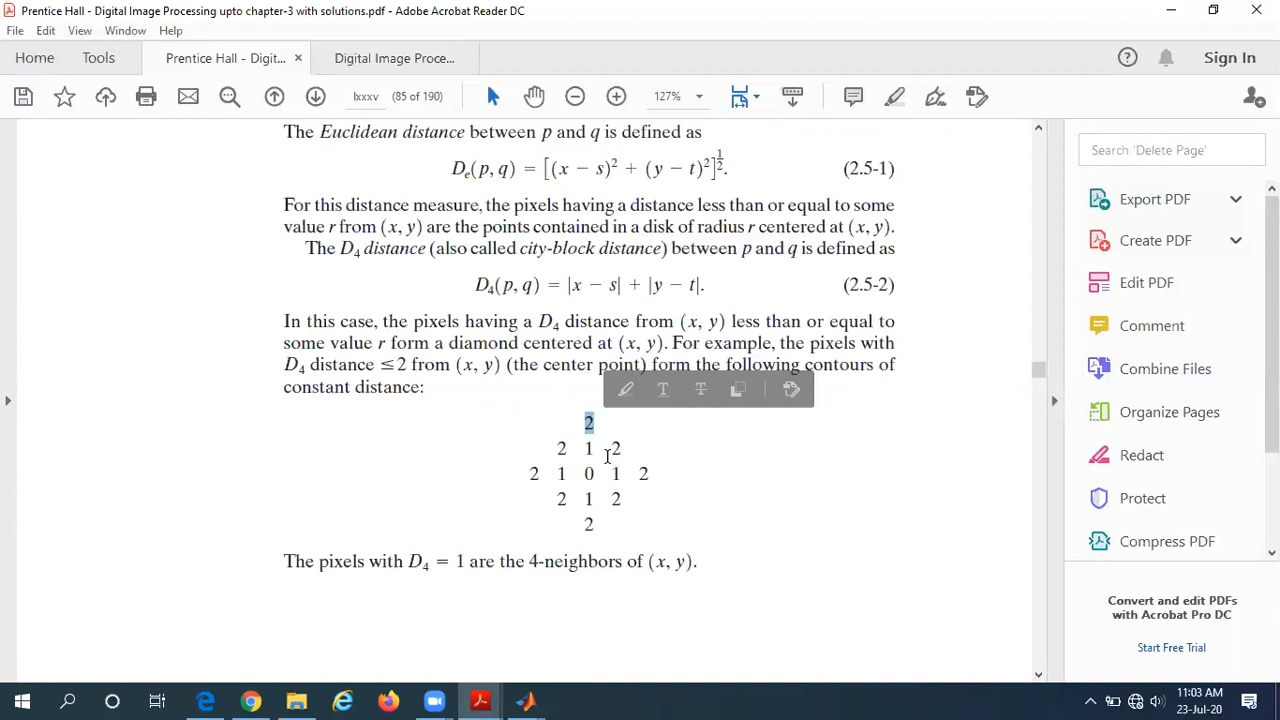 Prentice Hall - Digital Image Processing upto chapter-3 with solutions.pdf - Adobe Acrobat Reader DC
File Edit View Window Help
Home Tools Prentice Hall - Digit... × Digital Image Proce... Sign In
lxxxv (85 of 190) 127%
The Euclidean distance between p and q is defined as
Dₑ(p, q) = [(x − s)² + (y − t)²]^½. (2.5-1)
For this distance measure, the pixels having a distance less than or equal to some
value r from (x, y) are the points contained in a disk of radius r centered at (x, y).
The D₄ distance (also called city-block distance) between p and q is defined as
D₄(p, q) = |x − s| + |y − t|. (2.5-2)
In this case, the pixels having a D₄ distance from (x, y) less than or equal to
some value r form a diamond centered at (x, y). For example, the pixels with
D₄ distance ≤2 from (x, y) (the center point) form the following contours of
constant distance:
2
2 1 2
2 1 0 1 2
2 1 2
2
The pixels with D₄ = 1 are the 4-neighbors of (x, y).
Search 'Delete Page'
Export PDF
Create PDF
Edit PDF
Comment
Combine Files
Organize Pages
Redact
Protect
Compress PDF
Convert and edit PDFs
with Acrobat Pro DC
Start Free Trial
11:03 AM
23-Jul-20